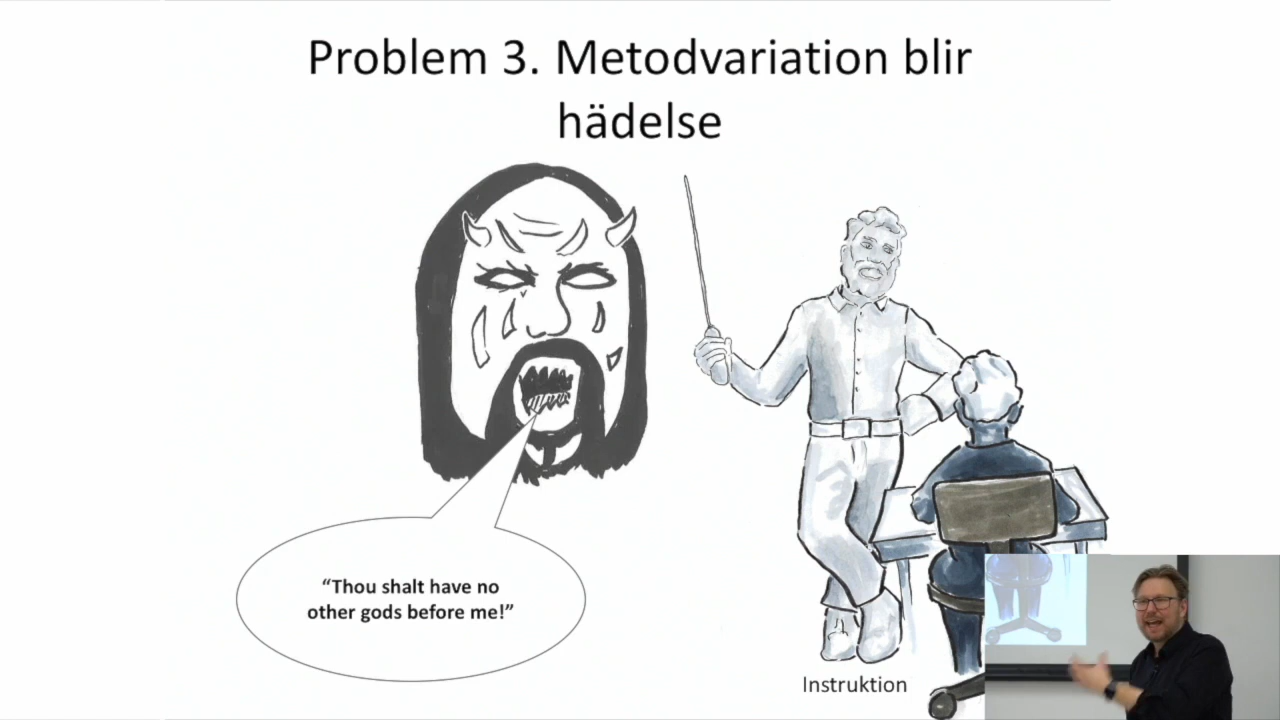 Problem 3. Metodvariation blir
hädelse
“Thou shalt have no
other gods before me!”
Instruktion